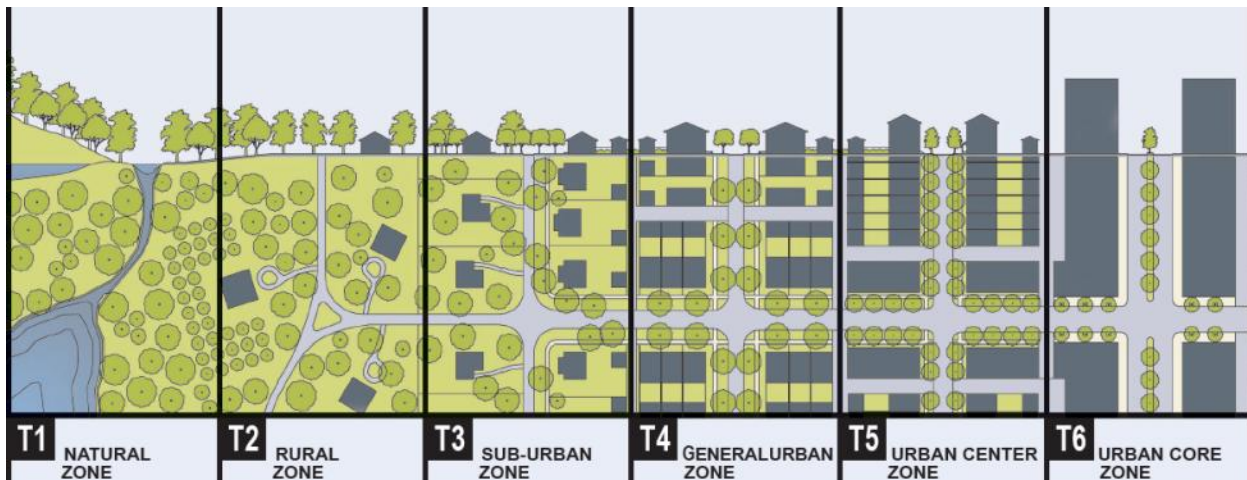 T1 NATURAL
ZONE
T2 RURAL
ZONE
T3 SUB-URBAN
ZONE
T4 GENERALURBAN
ZONE
T5 URBAN CENTER
ZONE
T6 URBAN CORE
ZONE